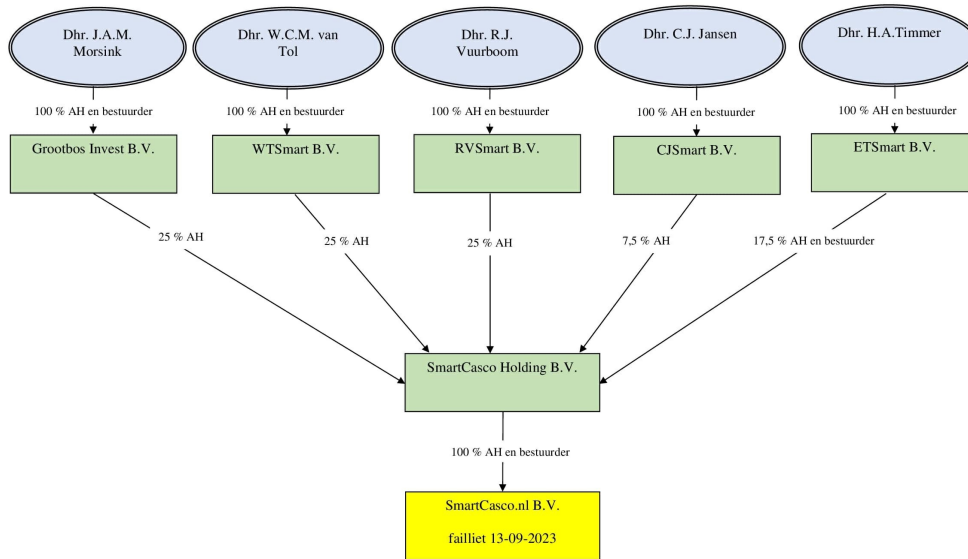 Dhr. J.A.M.
Morsink
Dhr. W.C.M. van
Tol
Dhr. R.J.
Vuurboom
Dhr. C.J. Jansen
Dhr. H.A.Timmer
100 % AH en bestuurder
100 % AH en bestuurder
100 % AH en bestuurder
100 % AH en bestuurder
100 % AH en bestuurder
Grootbos Invest B.V.
WTSmart B.V.
RVSmart B.V.
CJSmart B.V.
ETSmart B.V.
25 % AH
25 % AH
25 % AH
7,5 % AH
17,5 % AH en bestuurder
SmartCasco Holding B.V.
100 % AH en bestuurder
SmartCasco.nl B.V.
failliet 13-09-2023